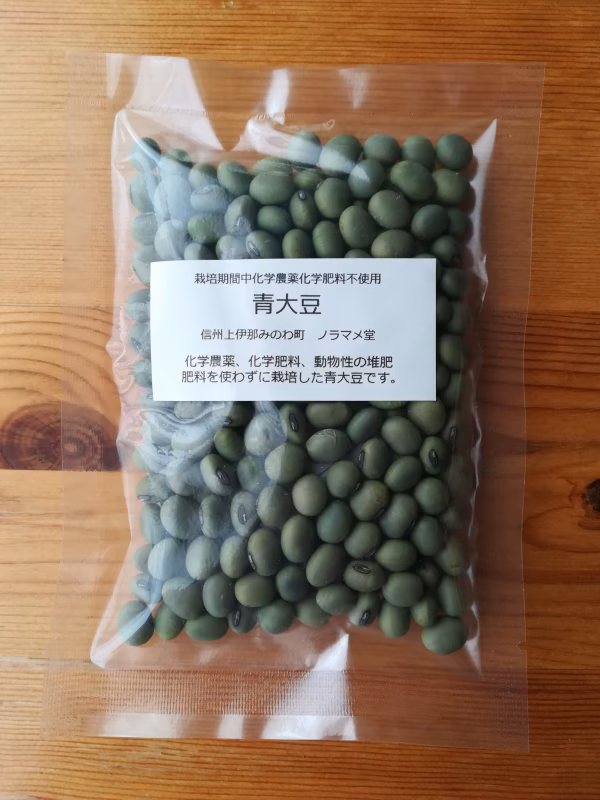 栽培期間中化学農薬化学肥料不使用
青大豆
信州上伊那みのわ町　ノラマメ堂
化学農薬、化学肥料、動物性の堆肥
肥料を使わずに栽培した青大豆です。